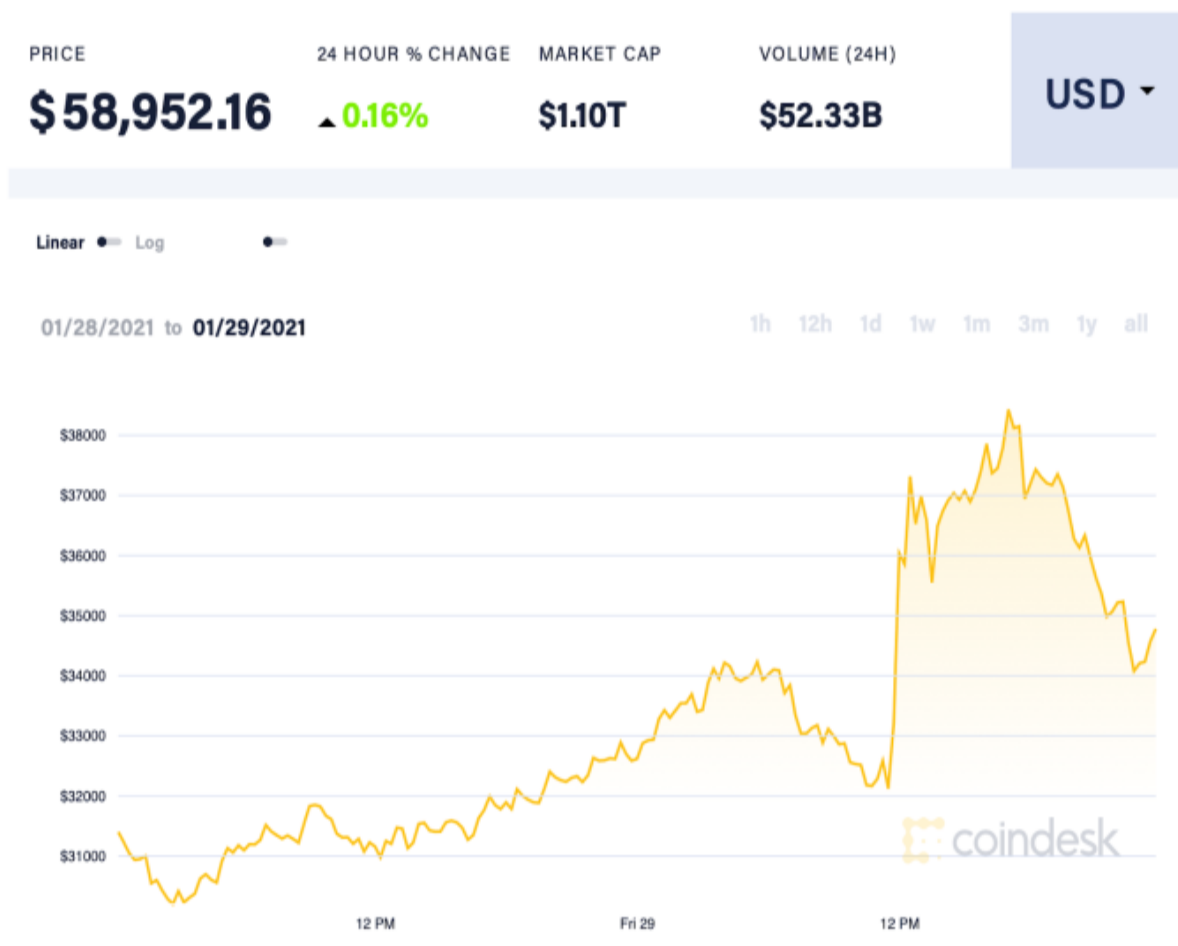 PRICE 24 HOUR % CHANGE MARKET CAP VOLUME (24H)
$58,952.16 0.16% $1.10T $52.33B USD
Linear Log
01/28/2021 to 01/29/2021 1h 12h 1d 1w 1m 3m 1y all
$38000
$37000
$36000
$35000
$34000
$33000
$32000
$31000
coindesk
12 PM Fri 29 12 PM